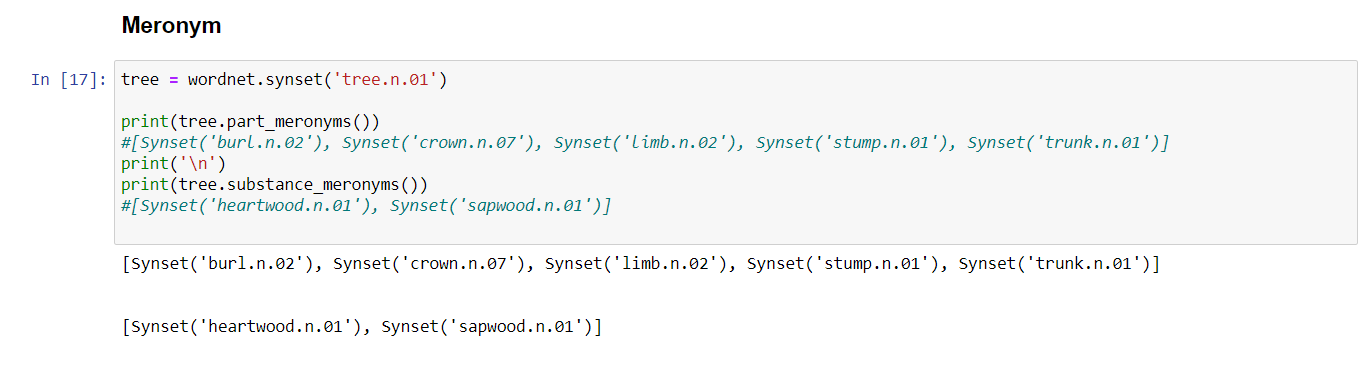 Meronym
In [17]: tree = wordnet.synset('tree.n.01')
print(tree.part_meronyms())
#[Synset('burl.n.02'), Synset('crown.n.07'), Synset('limb.n.02'), Synset('stump.n.01'), Synset('trunk.n.01')]
print('\n')
print(tree.substance_meronyms())
#[Synset('heartwood.n.01'), Synset('sapwood.n.01')]
[Synset('burl.n.02'), Synset('crown.n.07'), Synset('limb.n.02'), Synset('stump.n.01'), Synset('trunk.n.01')]
[Synset('heartwood.n.01'), Synset('sapwood.n.01')]